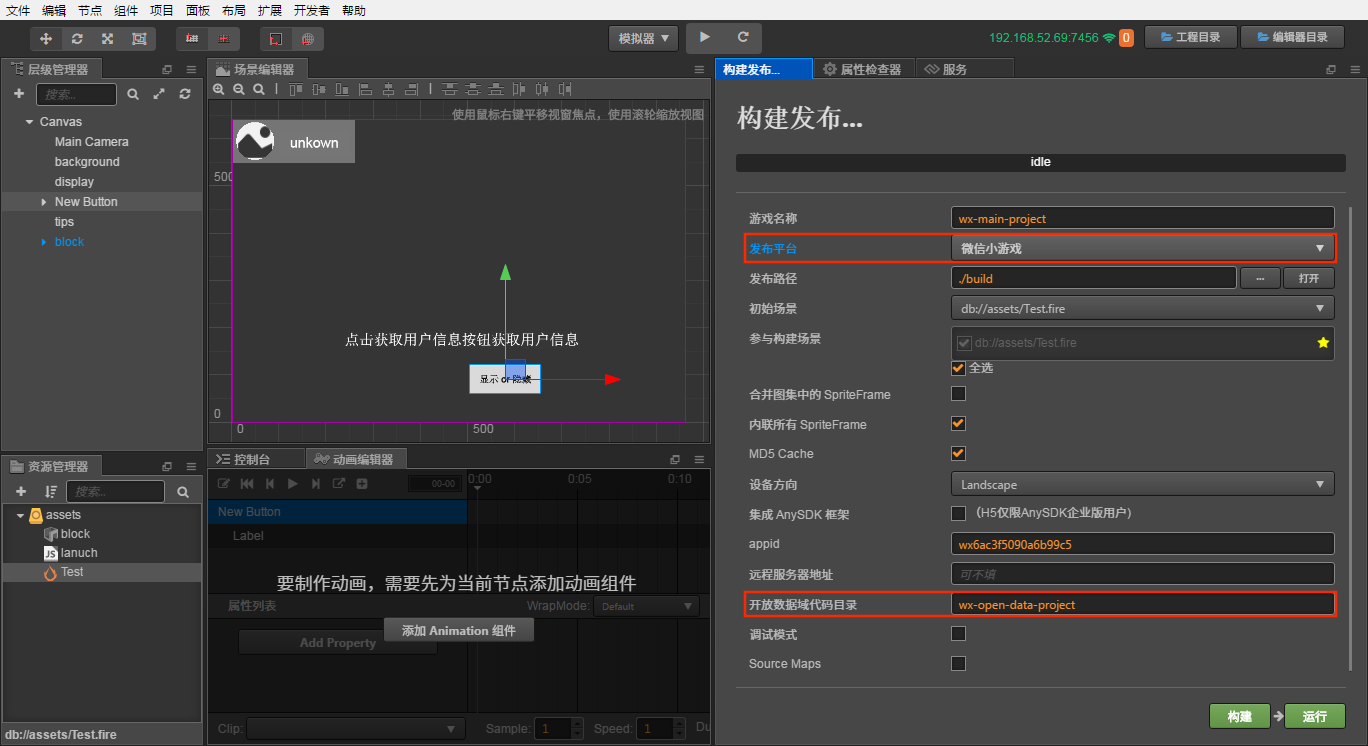 文件 编辑 节点 组件 项目 面板 布局 扩展 开发者 帮助
模拟器
192.168.52.69:7456
0
工程目录
编辑器目录
层级管理器
搜索...
Canvas
Main Camera
background
display
New Button
tips
block
资源管理器
搜索...
assets
block
lanuch
Test
db://assets/Test.fire
场景编辑器
使用鼠标右键平移视窗焦点，使用滚轮缩放视图
unkown
500
点击获取用户信息按钮获取用户信息
显示 or 隐藏
0
0
500
控制台
动画编辑器
00-00
0:00
0:05
0:10
New Button
Label
要制作动画，需要先为当前节点添加动画组件
属性列表
WrapMode:
Default
添加 Animation 组件
Add Property
Clip:
Sample:
1
Speed:
1
Du
构建发布...
属性检查器
服务
构建发布...
idle
游戏名称
wx-main-project
发布平台
微信小游戏
发布路径
./build
...
打开
初始场景
db://assets/Test.fire
参与构建场景
db://assets/Test.fire
全选
合并图集中的 SpriteFrame
内联所有 SpriteFrame
MD5 Cache
设备方向
Landscape
集成 AnySDK 框架
（H5仅限AnySDK企业版用户）
appid
wx6ac3f5090a6b99c5
远程服务器地址
可不填
开放数据域代码目录
wx-open-data-project
调试模式
Source Maps
构建
运行